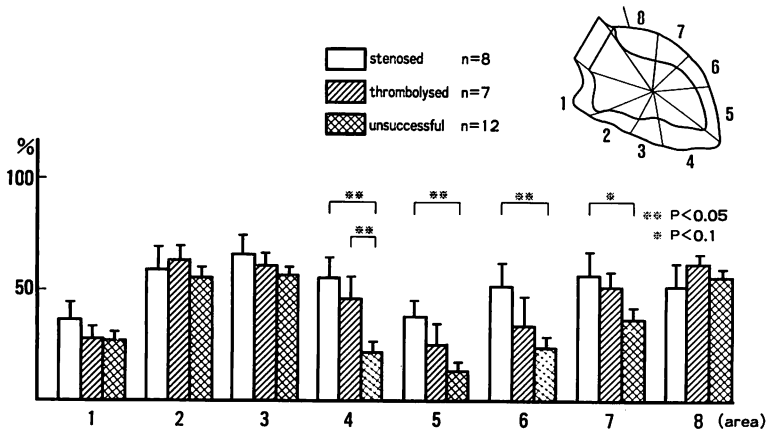 stenosed n=8
thrombolysed n=7
unsuccessful n=12
8
7
6
5
4
3
2
1
%
100
50
※※
※※
※※
※※
※
※※ P<0.05
※ P<0.1
1 2 3 4 5 6 7 8 (area)